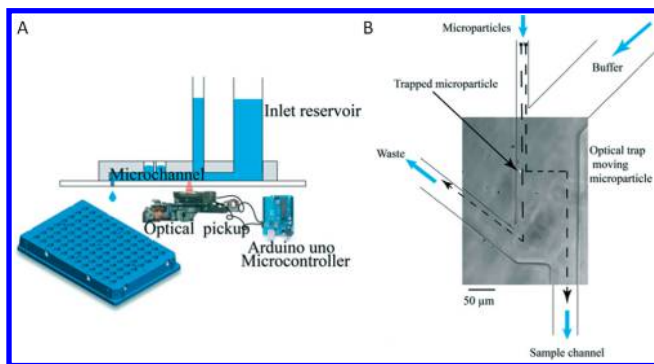 A
Inlet reservoir
Microchannel
Optical pickup
Arduino uno
Microcontroller
B
Microparticles
Buffer
Trapped microparticle
Waste
Optical trap
moving
microparticle
50 µm
Sample channel